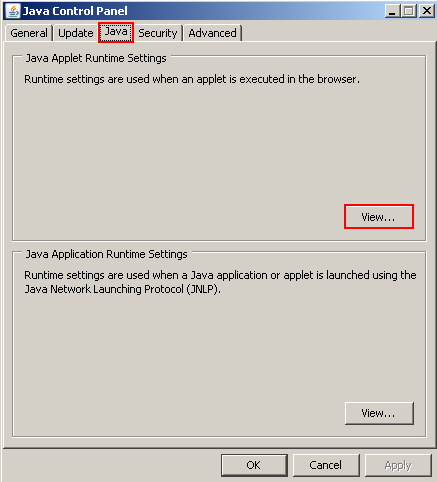 Java Control Panel
General Update Java Security Advanced
Java Applet Runtime Settings
Runtime settings are used when an applet is executed in the browser.
View...
Java Application Runtime Settings
Runtime settings are used when a Java application or applet is launched using the
Java Network Launching Protocol (JNLP).
View...
OK Cancel Apply